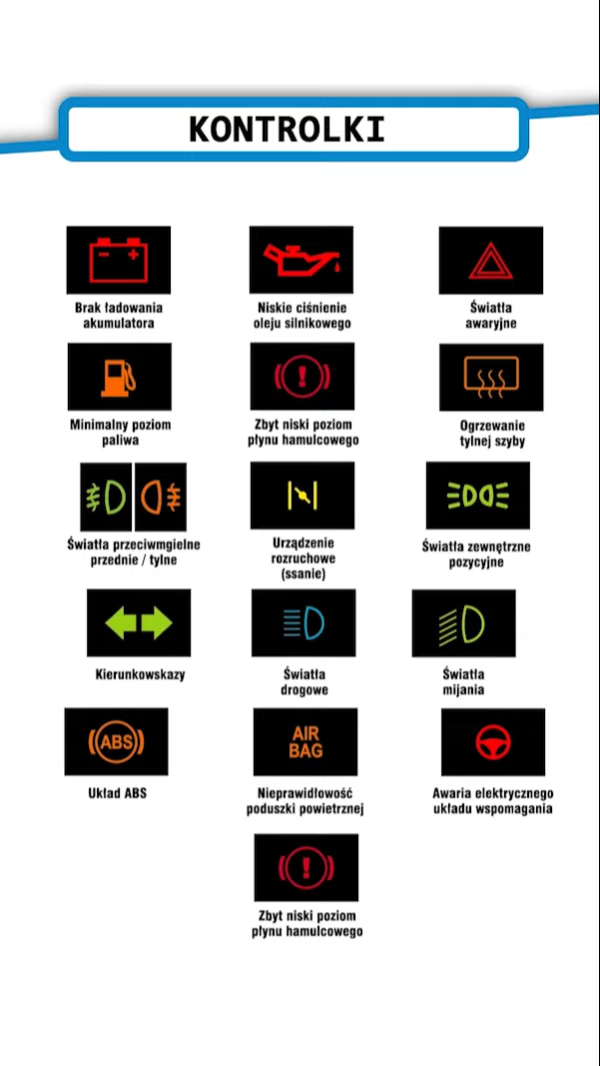 KONTROLKI
Brak ładowania
akumulatora
Niskie ciśnienie
oleju silnikowego
Światła
awaryjne
Minimalny poziom
paliwa
Zbyt niski poziom
płynu hamulcowego
Ogrzewanie
tylnej szyby
Światła przeciwmgielne
przednie / tylne
Urządzenie
rozruchowe
(ssanie)
Światła zewnętrzne
pozycyjne
Kierunkowskazy
Światła
drogowe
Światła
mijania
ABS
Układ ABS
AIR
BAG
Nieprawidłowość
poduszki powietrznej
Awaria elektrycznego
układu wspomagania
Zbyt niski poziom
płynu hamulcowego